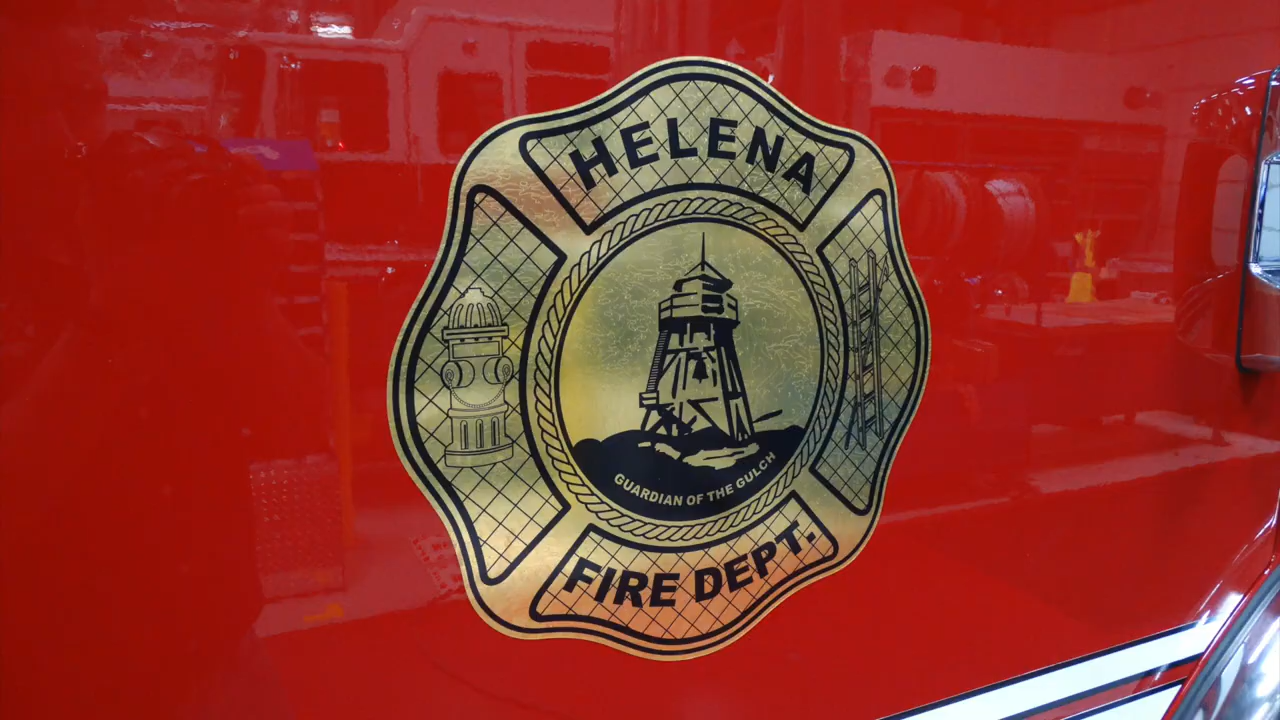 HELENA
GUARDIAN OF THE GULCH
FIRE DEPT.